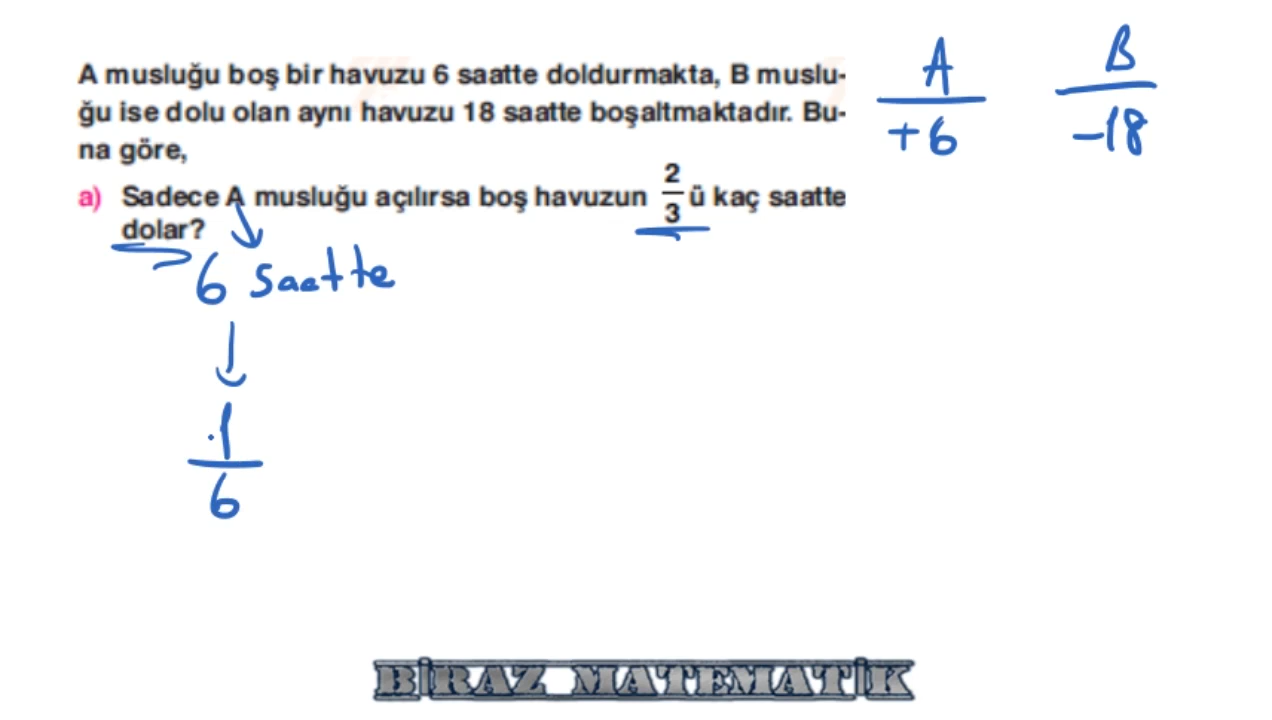 A musluğu boş bir havuzu 6 saatte doldurmakta, B muslu-
ğu ise dolu olan aynı havuzu 18 saatte boşaltmaktadır. Bu-
na göre,
a) Sadece A musluğu açılırsa boş havuzun 2/3 ü kaç saatte
dolar?
A B
+6 -18
6 saatte
1
6
BİRAZ MATEMATİK